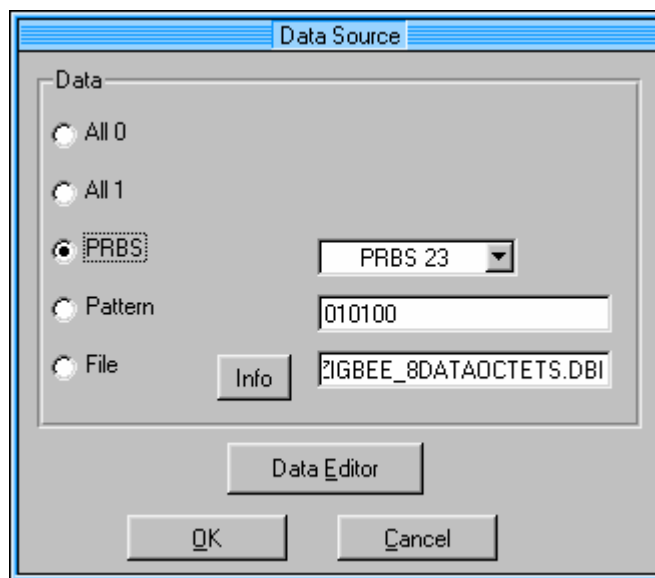 Data Source
Data
All 0
All 1
PRBS
PRBS 23
Pattern
010100
File
Info
ZIGBEE_8DATAOCTETS.DBI
Data Editor
OK
Cancel